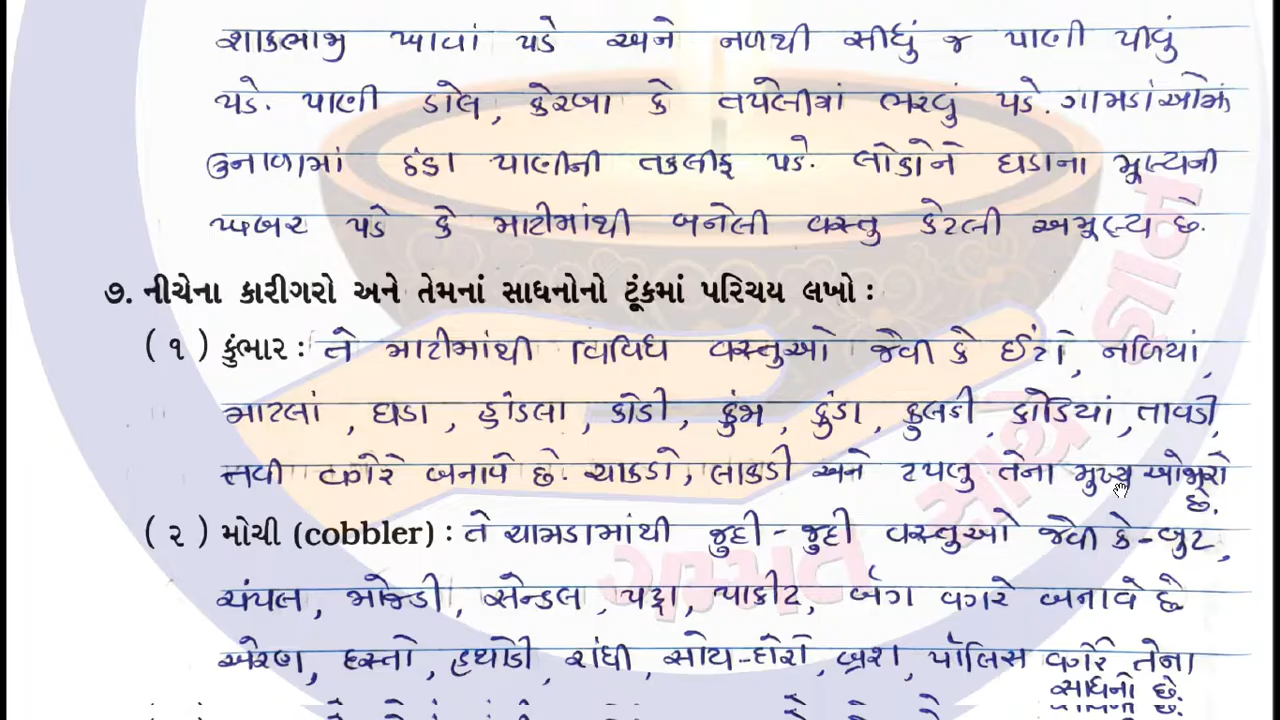 શાકભાજી ખાવાં પડે અને નળથી સીધું જ પાણી પીવું
પડે. પાણી ડોલ, કેરબા કે તપેલીમાં ભરવું પડે. ગામડાંઓમાં
ઉનાળામાં ઠંડા પાણીની તકલીફ પડે. લોકોને ઘડાના મૂલ્યની
ખબર પડે કે માટીમાંથી બનેલી વસ્તુ કેટલી અમૂલ્ય છે.
૭. નીચેના કારીગરો અને તેમનાં સાધનોનો ટૂંકમાં પરિચય લખો :
(૧) કુંભાર : તે માટીમાંથી વિવિધ વસ્તુઓ જેવી કે ઈંટો, નળિયાં,
માટલાં, ઘડા, હાંડલા, કોઠી, કુંભ, કુંડા, કુલડી, કોડિયાં, તાવડી,
તવી વગેરે બનાવે છે. ચાકડો, લાકડી અને ટપલુ તેના મુખ્ય ઓજારો
છે.
(૨) મોચી (cobbler) : તે ચામડામાંથી જુદી-જુદી વસ્તુઓ જેવી કે-બુટ,
ચંપલ, મોજડી, સેન્ડલ, પટ્ટા, પાકીટ, બૅગ વગરે બનાવે છે
એરણ, દસ્તો, હથોડી, રાંધી, સોય-દોરો, બ્રશ, પૉલિસ વગેરે તેના
સાધનો છે.
તમામ
સાથે